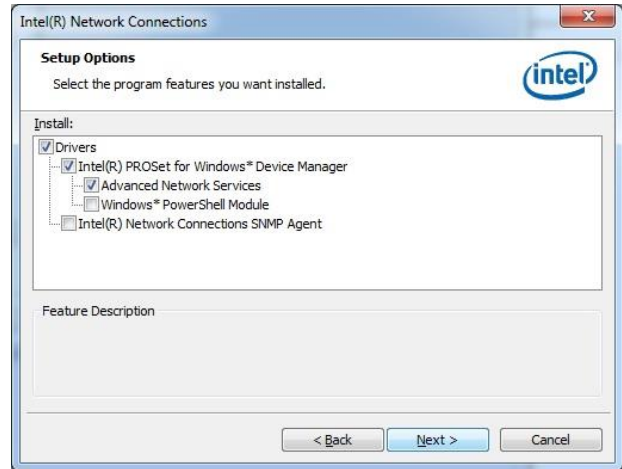 Intel(R) Network Connections
Setup Options
Select the program features you want installed.
intel
Install:
Drivers
Intel(R) PROSet for Windows* Device Manager
Advanced Network Services
Windows* PowerShell Module
Intel(R) Network Connections SNMP Agent
Feature Description
< Back Next > Cancel